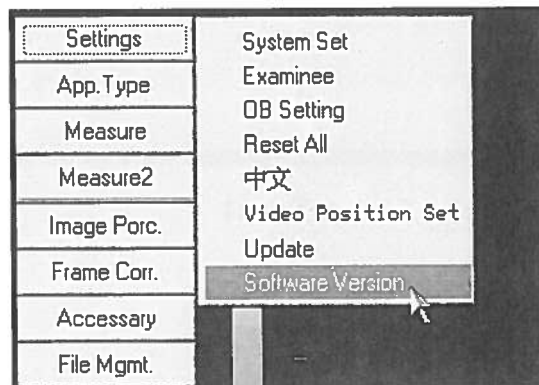 Settings
App.Type
Measure
Measure2
Image Porc.
Frame Corr.
Accessary
File Mgmt.
System Set
Examinee
OB Setting
Reset All
中文
Video Position Set
Update
Software Version